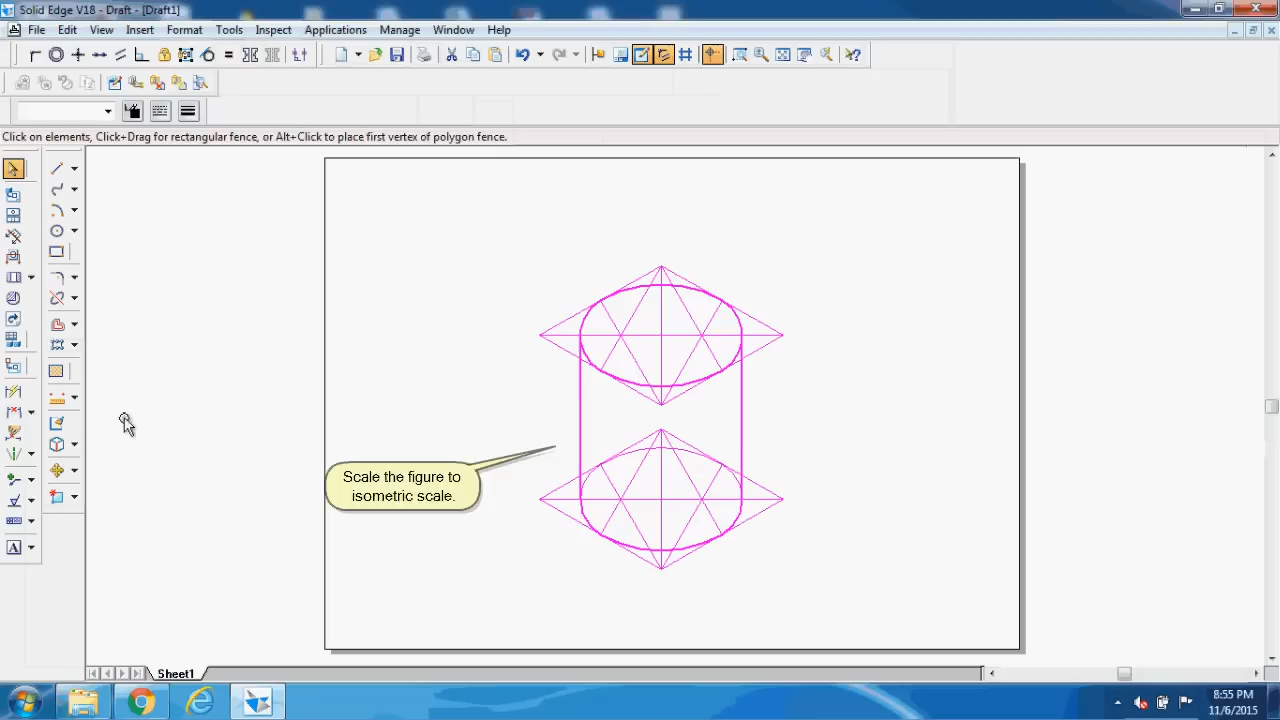 Solid Edge V18 - Draft - [Draft1]
File Edit View Insert Format Tools Inspect Applications Manage Window Help
Click on elements, Click+Drag for rectangular fence, or Alt+Click to place first vertex of polygon fence.
Scale the figure to
isometric scale.
A
Sheet1
8:55 PM
11/6/2015